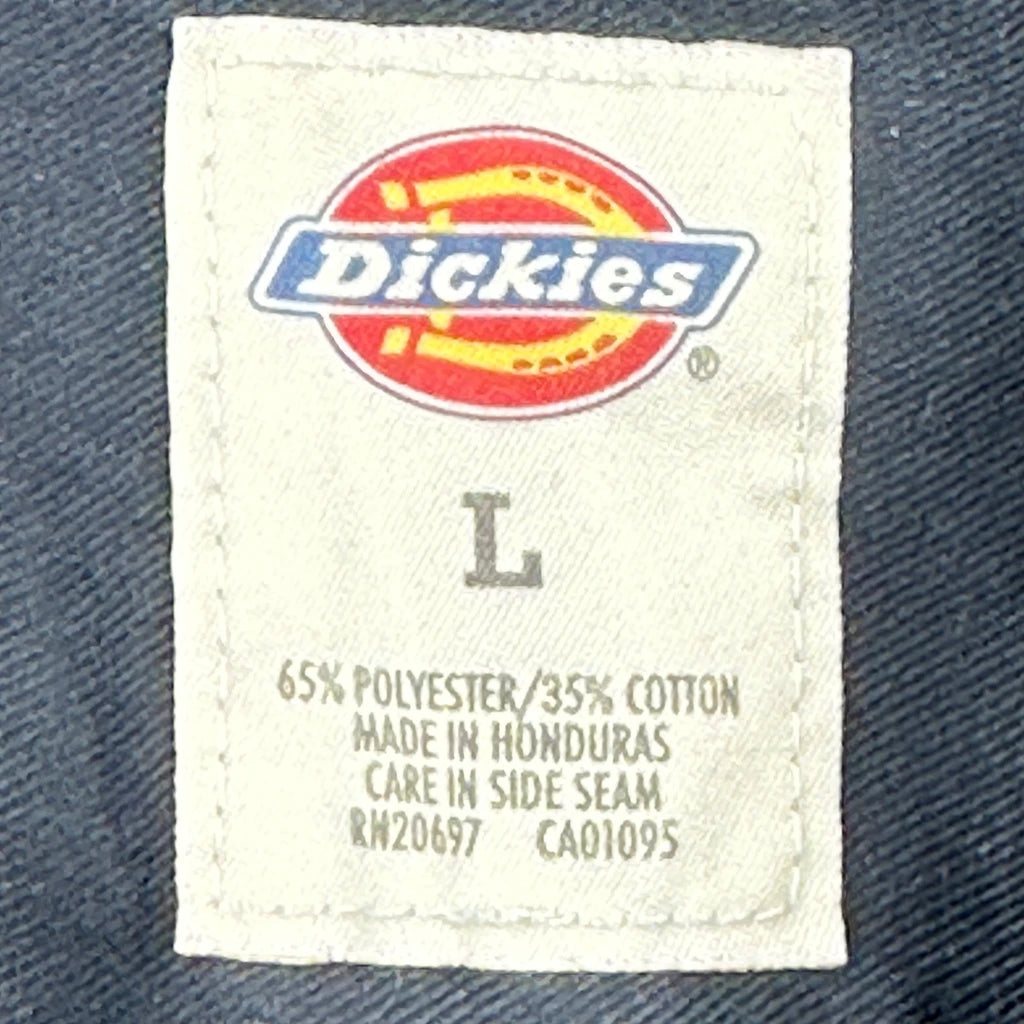 Dickies
®
L
65% POLYESTER/35% COTTON
MADE IN HONDURAS
CARE IN SIDE SEAM
RN20697 CA01095